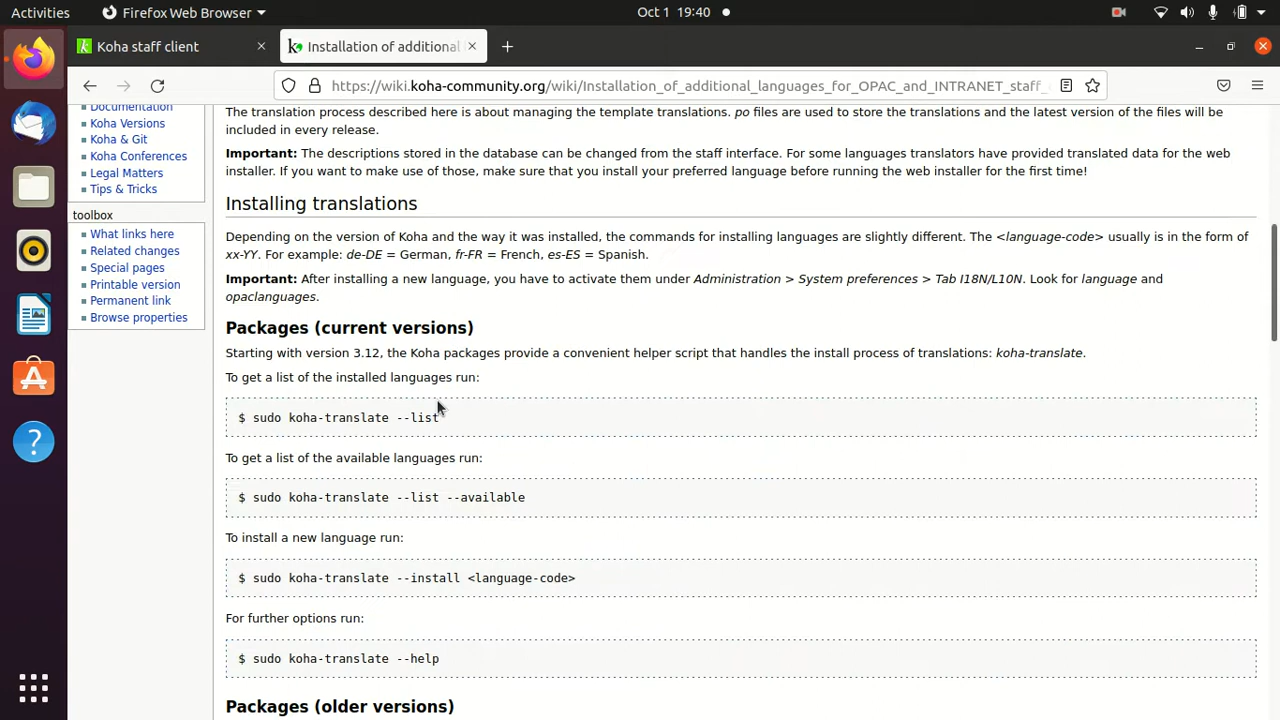 Activities
Firefox Web Browser
Oct 1 19:40
Koha staff client
Installation of additional
https://wiki.koha-community.org/wiki/Installation_of_additional_languages_for_OPAC_and_INTRANET_staff_
Documentation
Koha Versions
Koha & Git
Koha Conferences
Legal Matters
Tips & Tricks
toolbox
What links here
Related changes
Special pages
Printable version
Permanent link
Browse properties
The translation process described here is about managing the template translations. po files are used to store the translations and the latest version of the files will be
included in every release.
Important: The descriptions stored in the database can be changed from the staff interface. For some languages translators have provided translated data for the web
installer. If you want to make use of those, make sure that you install your preferred language before running the web installer for the first time!
Installing translations
Depending on the version of Koha and the way it was installed, the commands for installing languages are slightly different. The <language-code> usually is in the form of
xx-YY. For example: de-DE = German, fr-FR = French, es-ES = Spanish.
Important: After installing a new language, you have to activate them under Administration > System preferences > Tab I18N/L10N. Look for language and
opaclanguages.
Packages (current versions)
Starting with version 3.12, the Koha packages provide a convenient helper script that handles the install process of translations: koha-translate.
To get a list of the installed languages run:
$ sudo koha-translate --list
To get a list of the available languages run:
$ sudo koha-translate --list --available
To install a new language run:
$ sudo koha-translate --install <language-code>
For further options run:
$ sudo koha-translate --help
Packages (older versions)